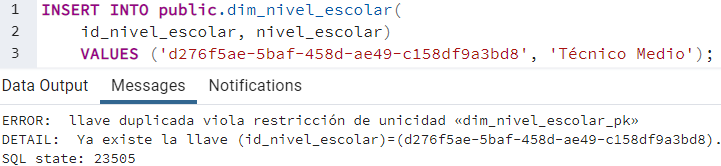 1 INSERT INTO public.dim_nivel_escolar(
2 id_nivel_escolar, nivel_escolar)
3 VALUES ('d276f5ae-5baf-458d-ae49-c158df9a3bd8', 'Técnico Medio');
Data Output Messages Notifications
ERROR: llave duplicada viola restricción de unicidad «dim_nivel_escolar_pk»
DETAIL: Ya existe la llave (id_nivel_escolar)=(d276f5ae-5baf-458d-ae49-c158df9a3bd8).
SQL state: 23505